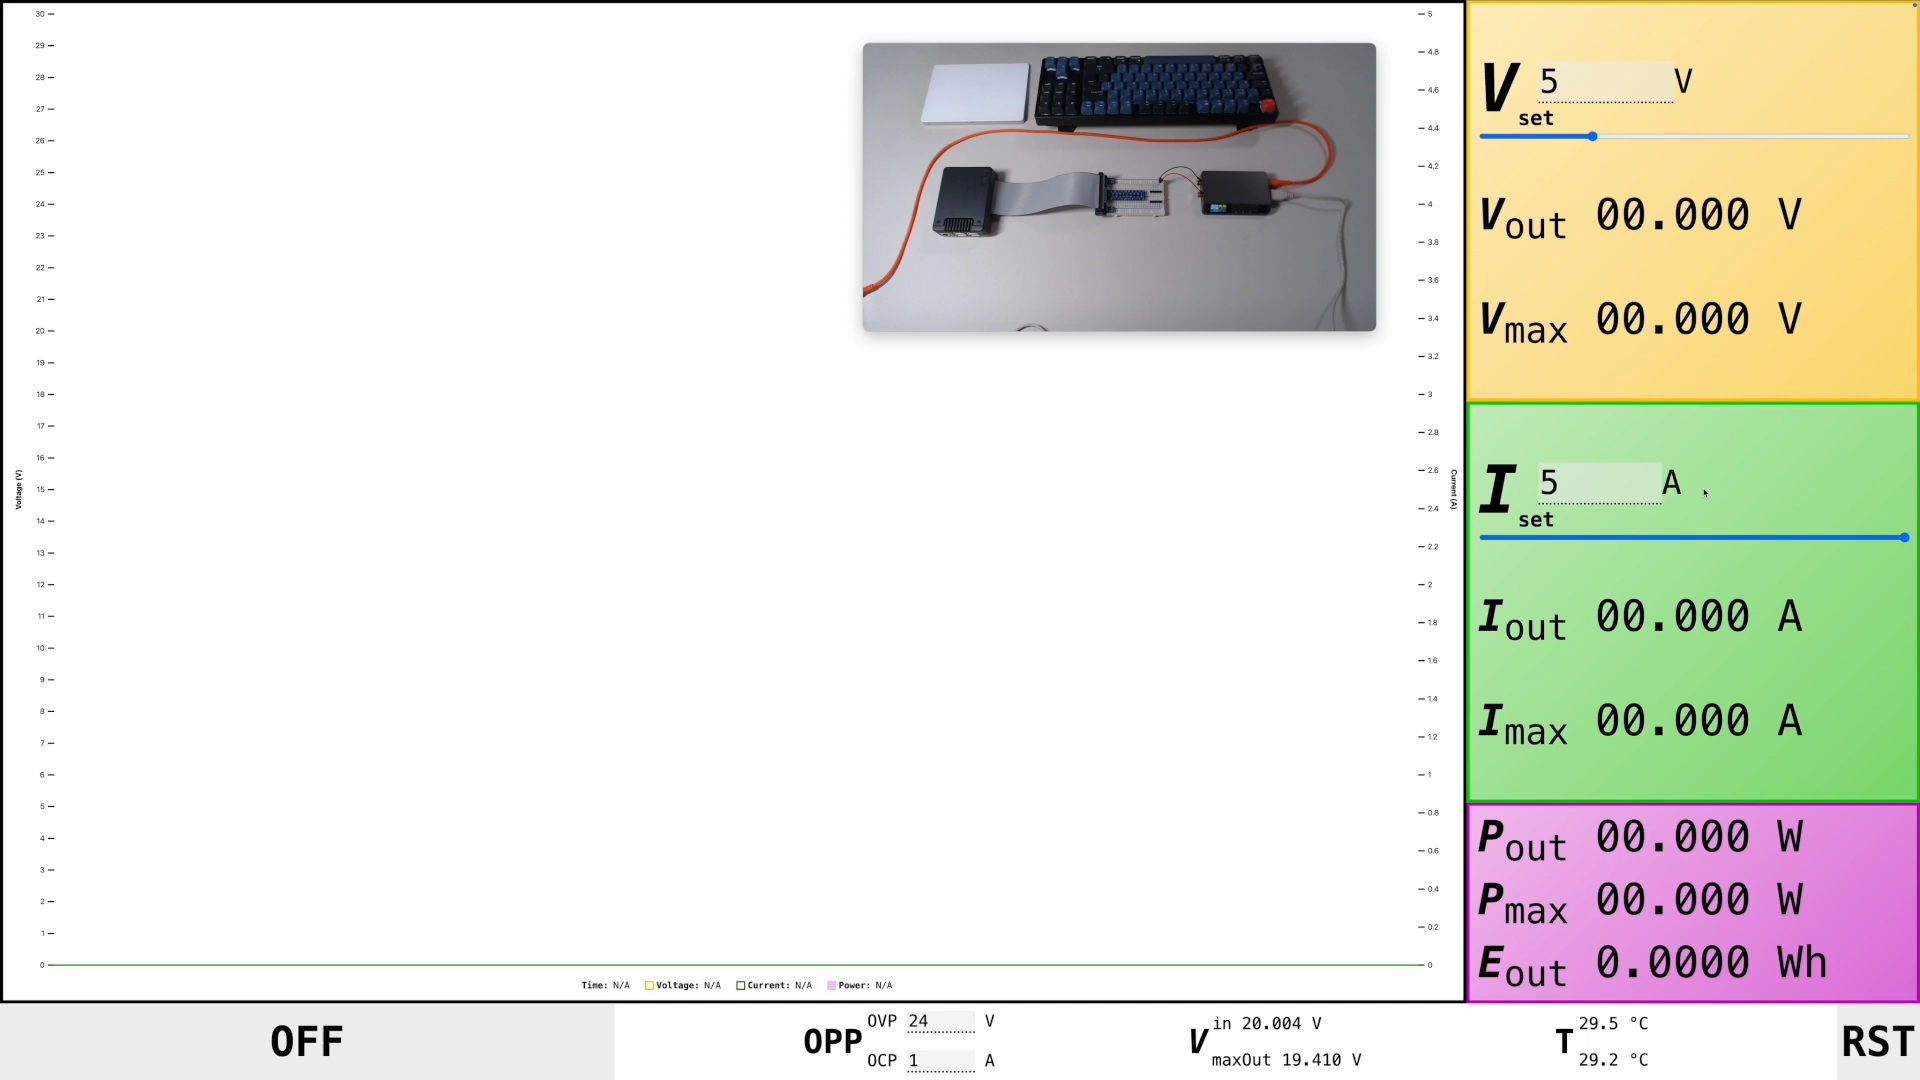 30
29
28
27
26
25
24
23
22
21
20
19
18
17
16
15
14
13
12
11
10
9
8
7
6
5
4
3
2
1
0
Voltage (V)
5
4.8
4.6
4.4
4.2
4
3.8
3.6
3.4
3.2
3
2.8
2.6
2.4
2.2
2
1.8
1.6
1.4
1.2
1
0.8
0.6
0.4
0.2
0
Current (A)
Time: N/A Voltage: N/A Current: N/A Power: N/A
V set 5 V
Vout 00.000 V
Vmax 00.000 V
I set 5 A
Iout 00.000 A
Imax 00.000 A
Pout 00.000 W
Pmax 00.000 W
Eout 0.0000 Wh
OFF
OPP
OVP 24 V
OCP 1 A
V
in 20.004 V
maxOut 19.410 V
T
29.5 °C
29.2 °C
RST